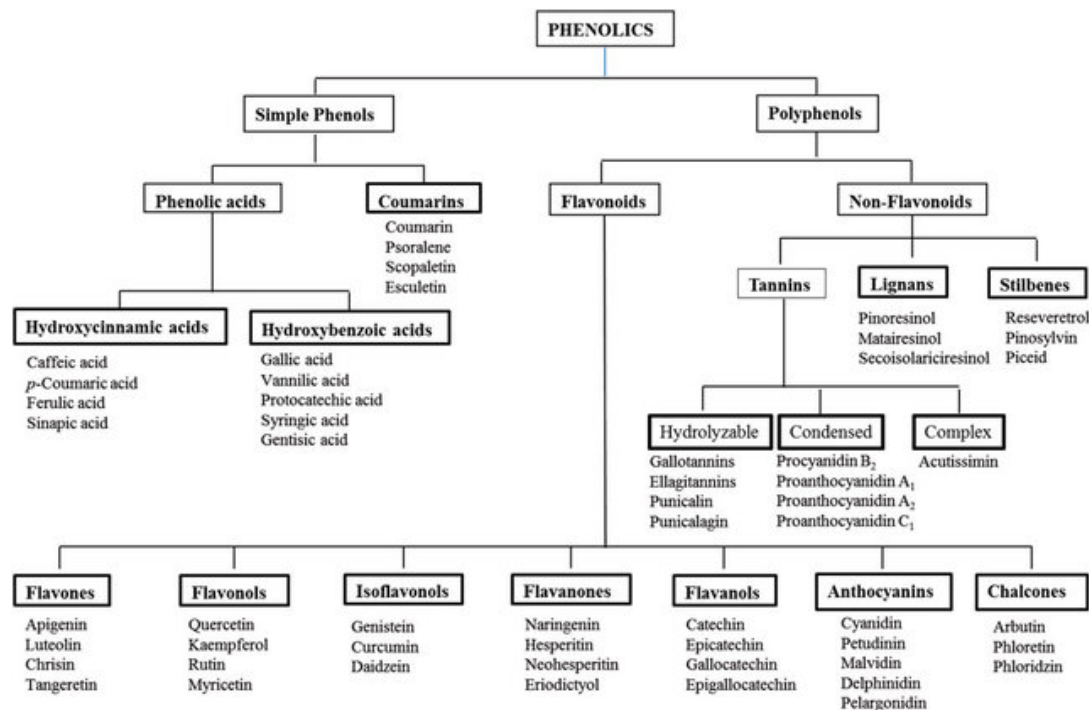 PHENOLICS
Simple Phenols
Polyphenols
Phenolic acids
Coumarins
Flavonoids
Non-Flavonoids
Coumarin
Psoralene
Scopaletin
Esculetin
Tannins
Lignans
Stilbenes
Pinoresinol
Matairesinol
Secoisolariciresinol
Reseveretrol
Pinosylvin
Piceid
Hydroxycinnamic acids
Hydroxybenzoic acids
Caffeic acid
p-Coumaric acid
Ferulic acid
Sinapic acid
Gallic acid
Vannilic acid
Protocatechic acid
Syringic acid
Gentisic acid
Hydrolyzable
Condensed
Complex
Gallotannins
Ellagitannins
Punicalin
Punicalagin
Procyanidin B₂
Proanthocyanidin A₁
Proanthocyanidin A₂
Proanthocyanidin C₁
Acutissimin
Flavones
Flavonols
Isoflavonols
Flavanones
Flavanols
Anthocyanins
Chalcones
Apigenin
Luteolin
Chrisin
Tangeretin
Quercetin
Kaempferol
Rutin
Myricetin
Genistein
Curcumin
Daidzein
Naringenin
Hesperitin
Neohesperitin
Eriodictyol
Catechin
Epicatechin
Gallocatechin
Epigallocatechin
Cyanidin
Petudinin
Malvidin
Delphinidin
Pelargonidin
Arbutin
Phloretin
Phloridzin